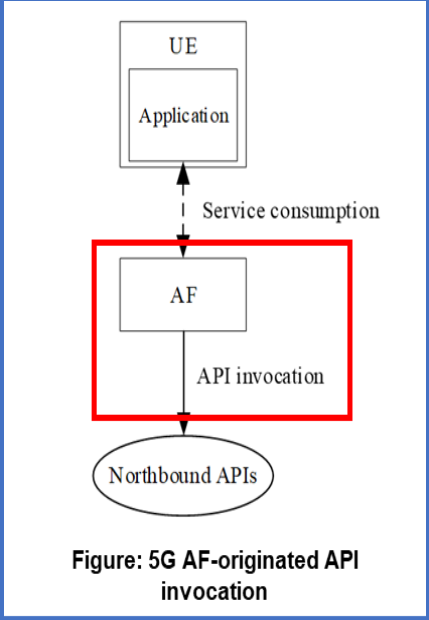 UE
Application
Service consumption
AF
API invocation
Northbound APIs
Figure: 5G AF-originated API
invocation